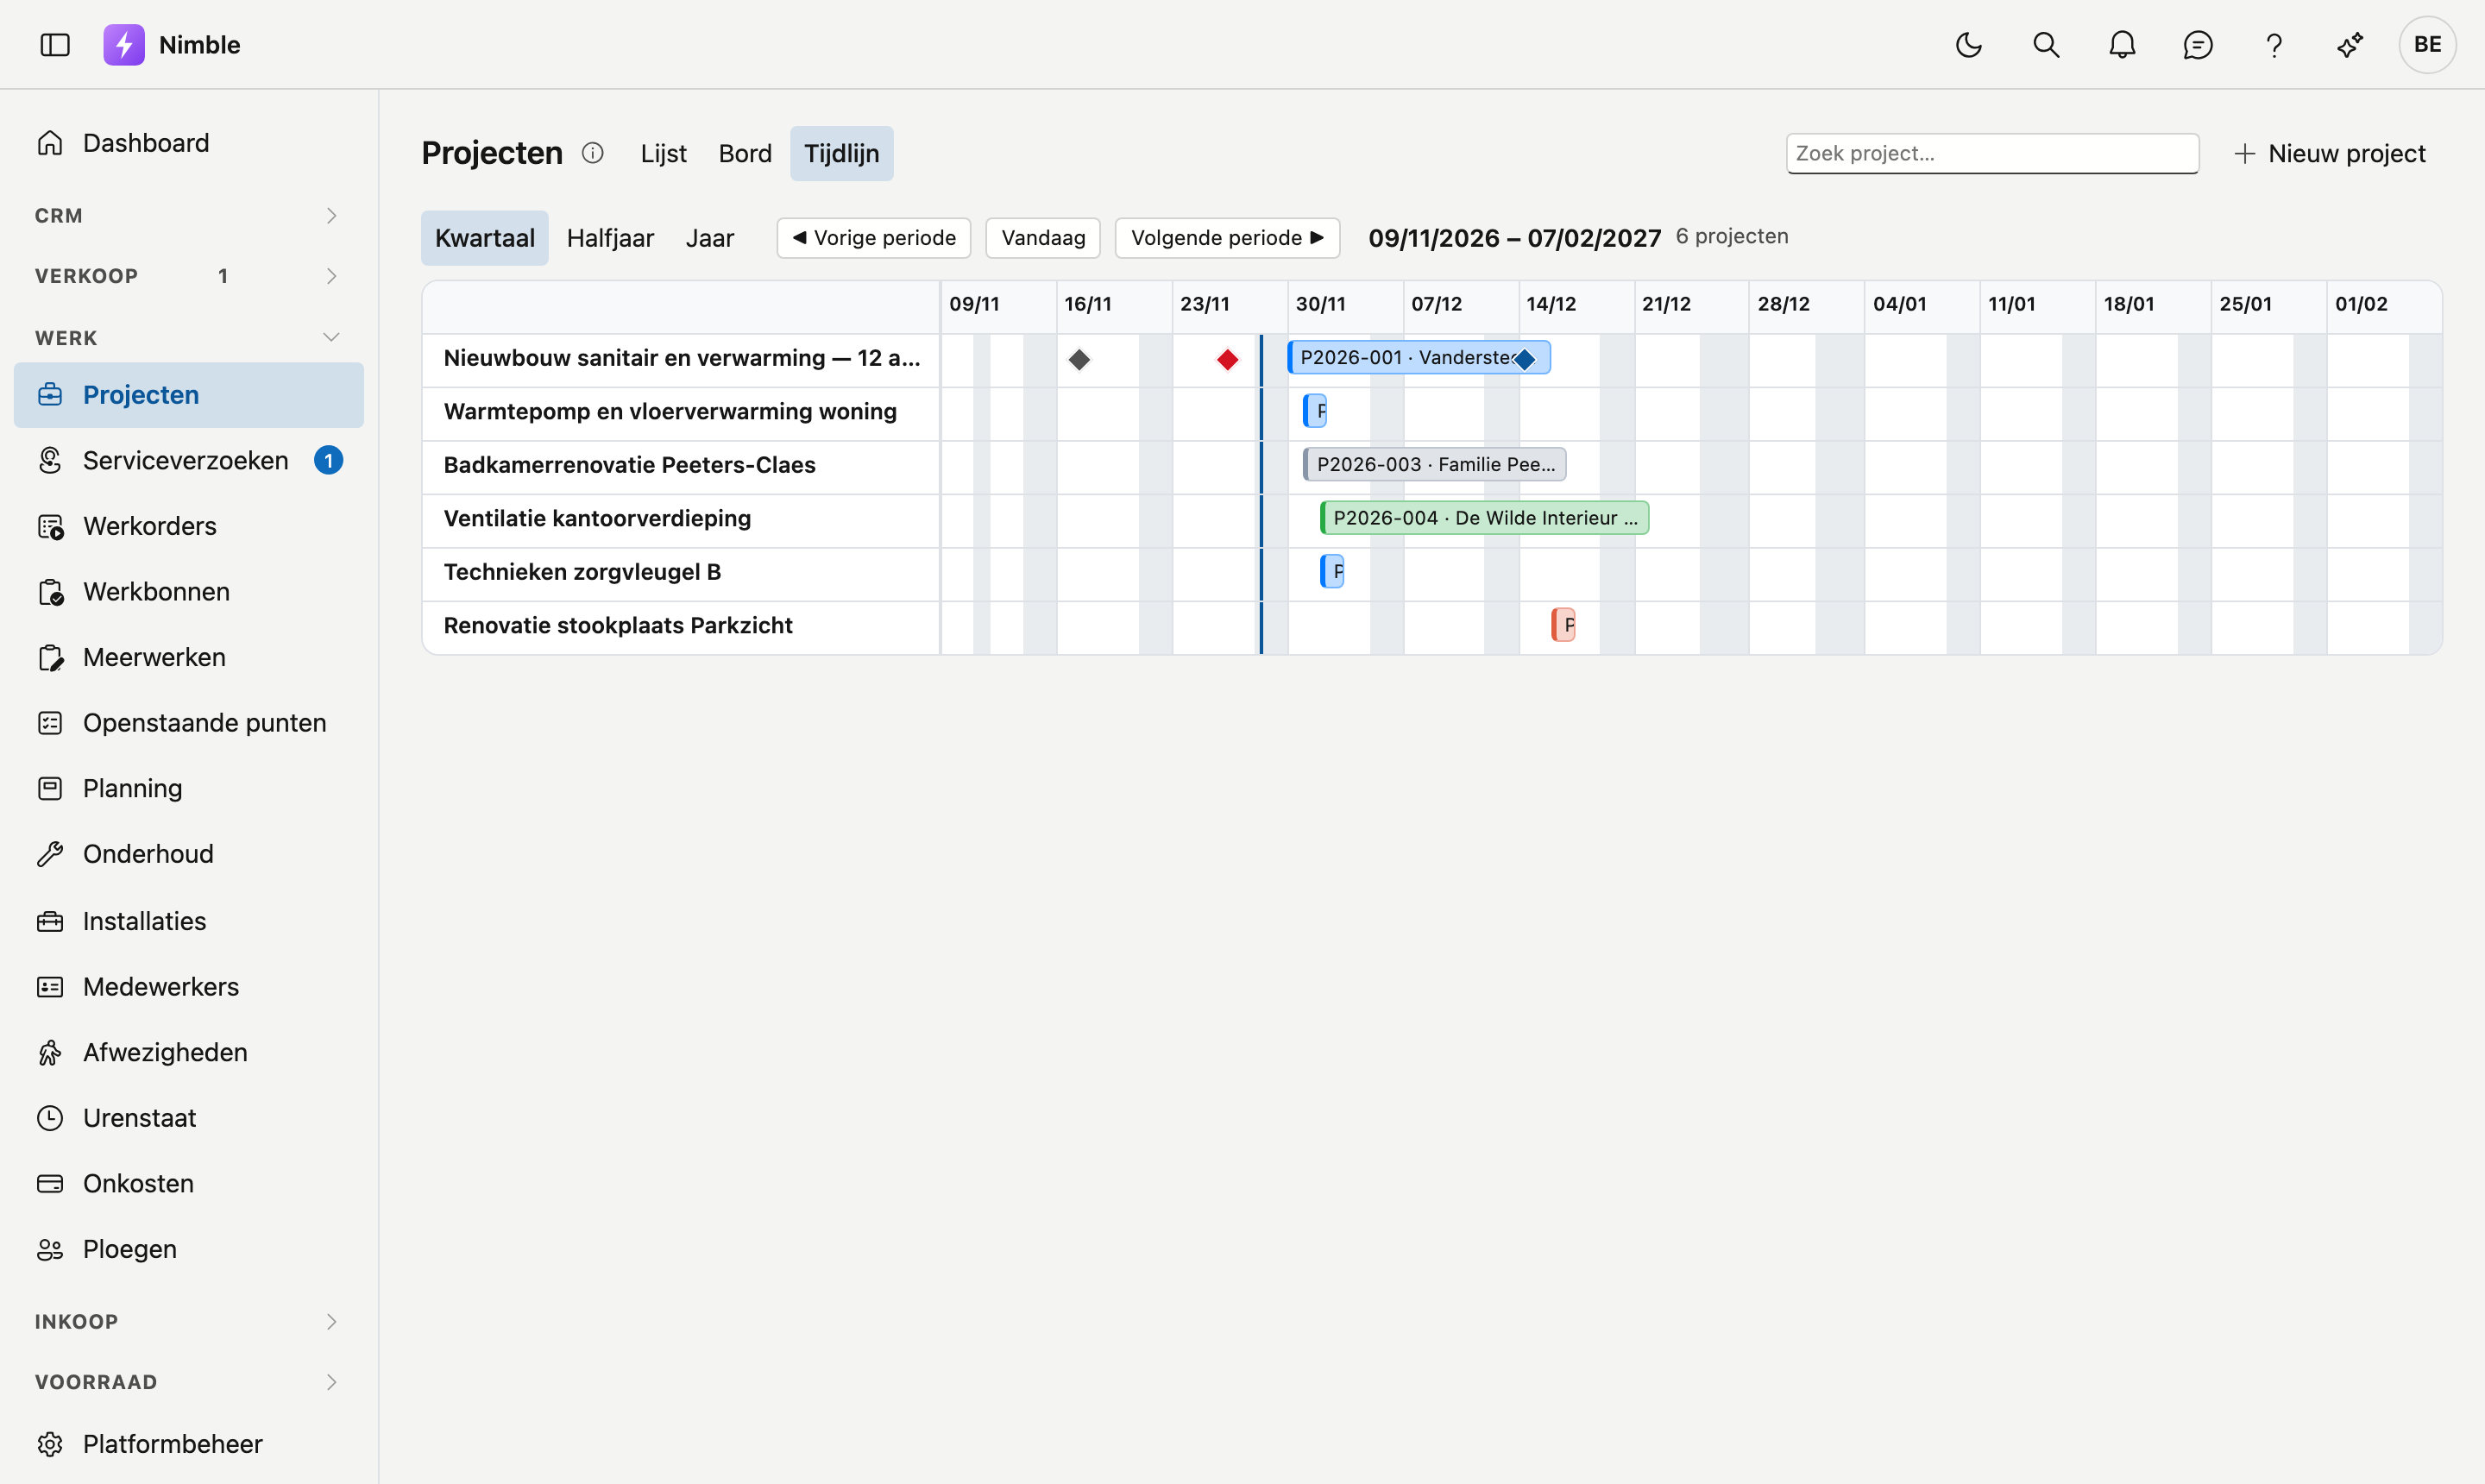 Nimble
BE
Dashboard
CRM
VERKOOP 1
WERK
Projecten
Serviceverzoeken 1
Werkorders
Werkbonnen
Meerwerken
Openstaande punten
Planning
Onderhoud
Installaties
Medewerkers
Afwezigheden
Urenstaat
Onkosten
Ploegen
INKOOP
VOORRAAD
Platformbeheer
Projecten Lijst Bord Tijdlijn
Zoek project... + Nieuw project
Kwartaal Halfjaar Jaar ◀ Vorige periode Vandaag Volgende periode ▶ 09/11/2026 – 07/02/2027 6 projecten
09/11 16/11 23/11 30/11 07/12 14/12 21/12 28/12 04/01 11/01 18/01 25/01 01/02
Nieuwbouw sanitair en verwarming — 12 a... P2026-001 ·
Warmtepomp en vloerverwarming woning P
Badkamerrenovatie Peeters-Claes P2026-003 · Familie Pee...
Ventilatie kantoorverdieping P2026-004 · De Wilde Interieur ...
Technieken zorgvleugel B P
Renovatie stookplaats Parkzicht P